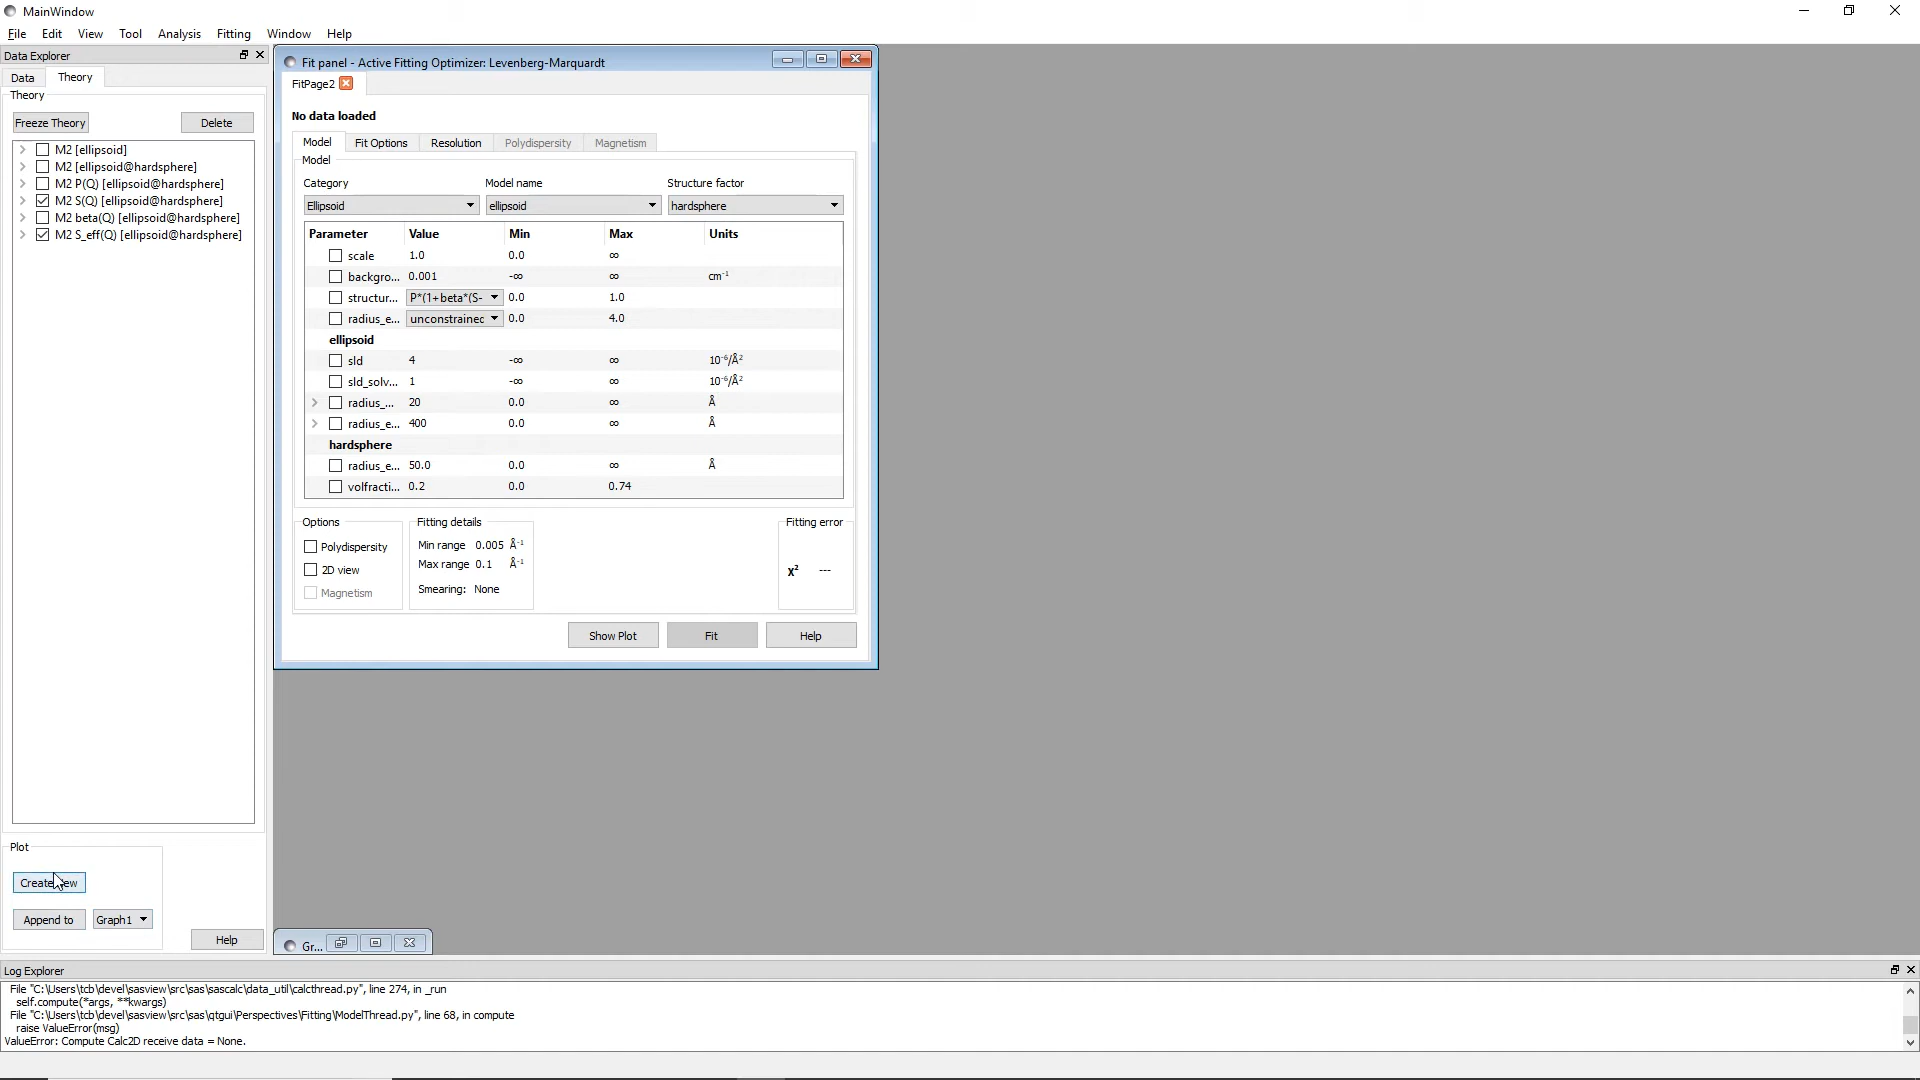 MainWindow
File Edit View Tool Analysis Fitting Window Help
Data Explorer
Data Theory
Theory
Freeze Theory Delete
M2 [ellipsoid]
M2 [ellipsoid@hardsphere]
M2 P(Q) [ellipsoid@hardsphere]
M2 S(Q) [ellipsoid@hardsphere]
M2 beta(Q) [ellipsoid@hardsphere]
M2 S_eff(Q) [ellipsoid@hardsphere]
Plot
Create New
Append to Graph1
Help
Fit panel - Active Fitting Optimizer: Levenberg-Marquardt
FitPage2
No data loaded
Model Fit Options Resolution Polydispersity Magnetism
Model
Category Model name Structure factor
Ellipsoid ellipsoid hardsphere
Parameter Value Min Max Units
scale 1.0 0.0 ∞
backgro... 0.001 -∞ ∞ cm⁻¹
structur... P*(1+beta*(S- 0.0 1.0
radius_e... unconstrained 0.0 4.0
ellipsoid
sld 4 -∞ ∞ 10⁻⁶/Å²
sld_solv... 1 -∞ ∞ 10⁻⁶/Å²
radius_... 20 0.0 ∞ Å
radius_e... 400 0.0 ∞ Å
hardsphere
radius_e... 50.0 0.0 ∞ Å
volfracti... 0.2 0.0 0.74
Options Fitting details Fitting error
Polydispersity Min range 0.005 Å⁻¹
2D view Max range 0.1 Å⁻¹ χ² ---
Magnetism Smearing: None
Show Plot Fit Help
Gr...
Log Explorer
File "C:\Users\tcb\devel\sasview\src\sas\sascalc\data_util\calcthread.py", line 274, in _run
self.compute(*args, **kwargs)
File "C:\Users\tcb\devel\sasview\src\sas\qtgui\Perspectives\Fitting\ModelThread.py", line 68, in compute
raise ValueError(msg)
ValueError: Compute Calc2D receive data = None.